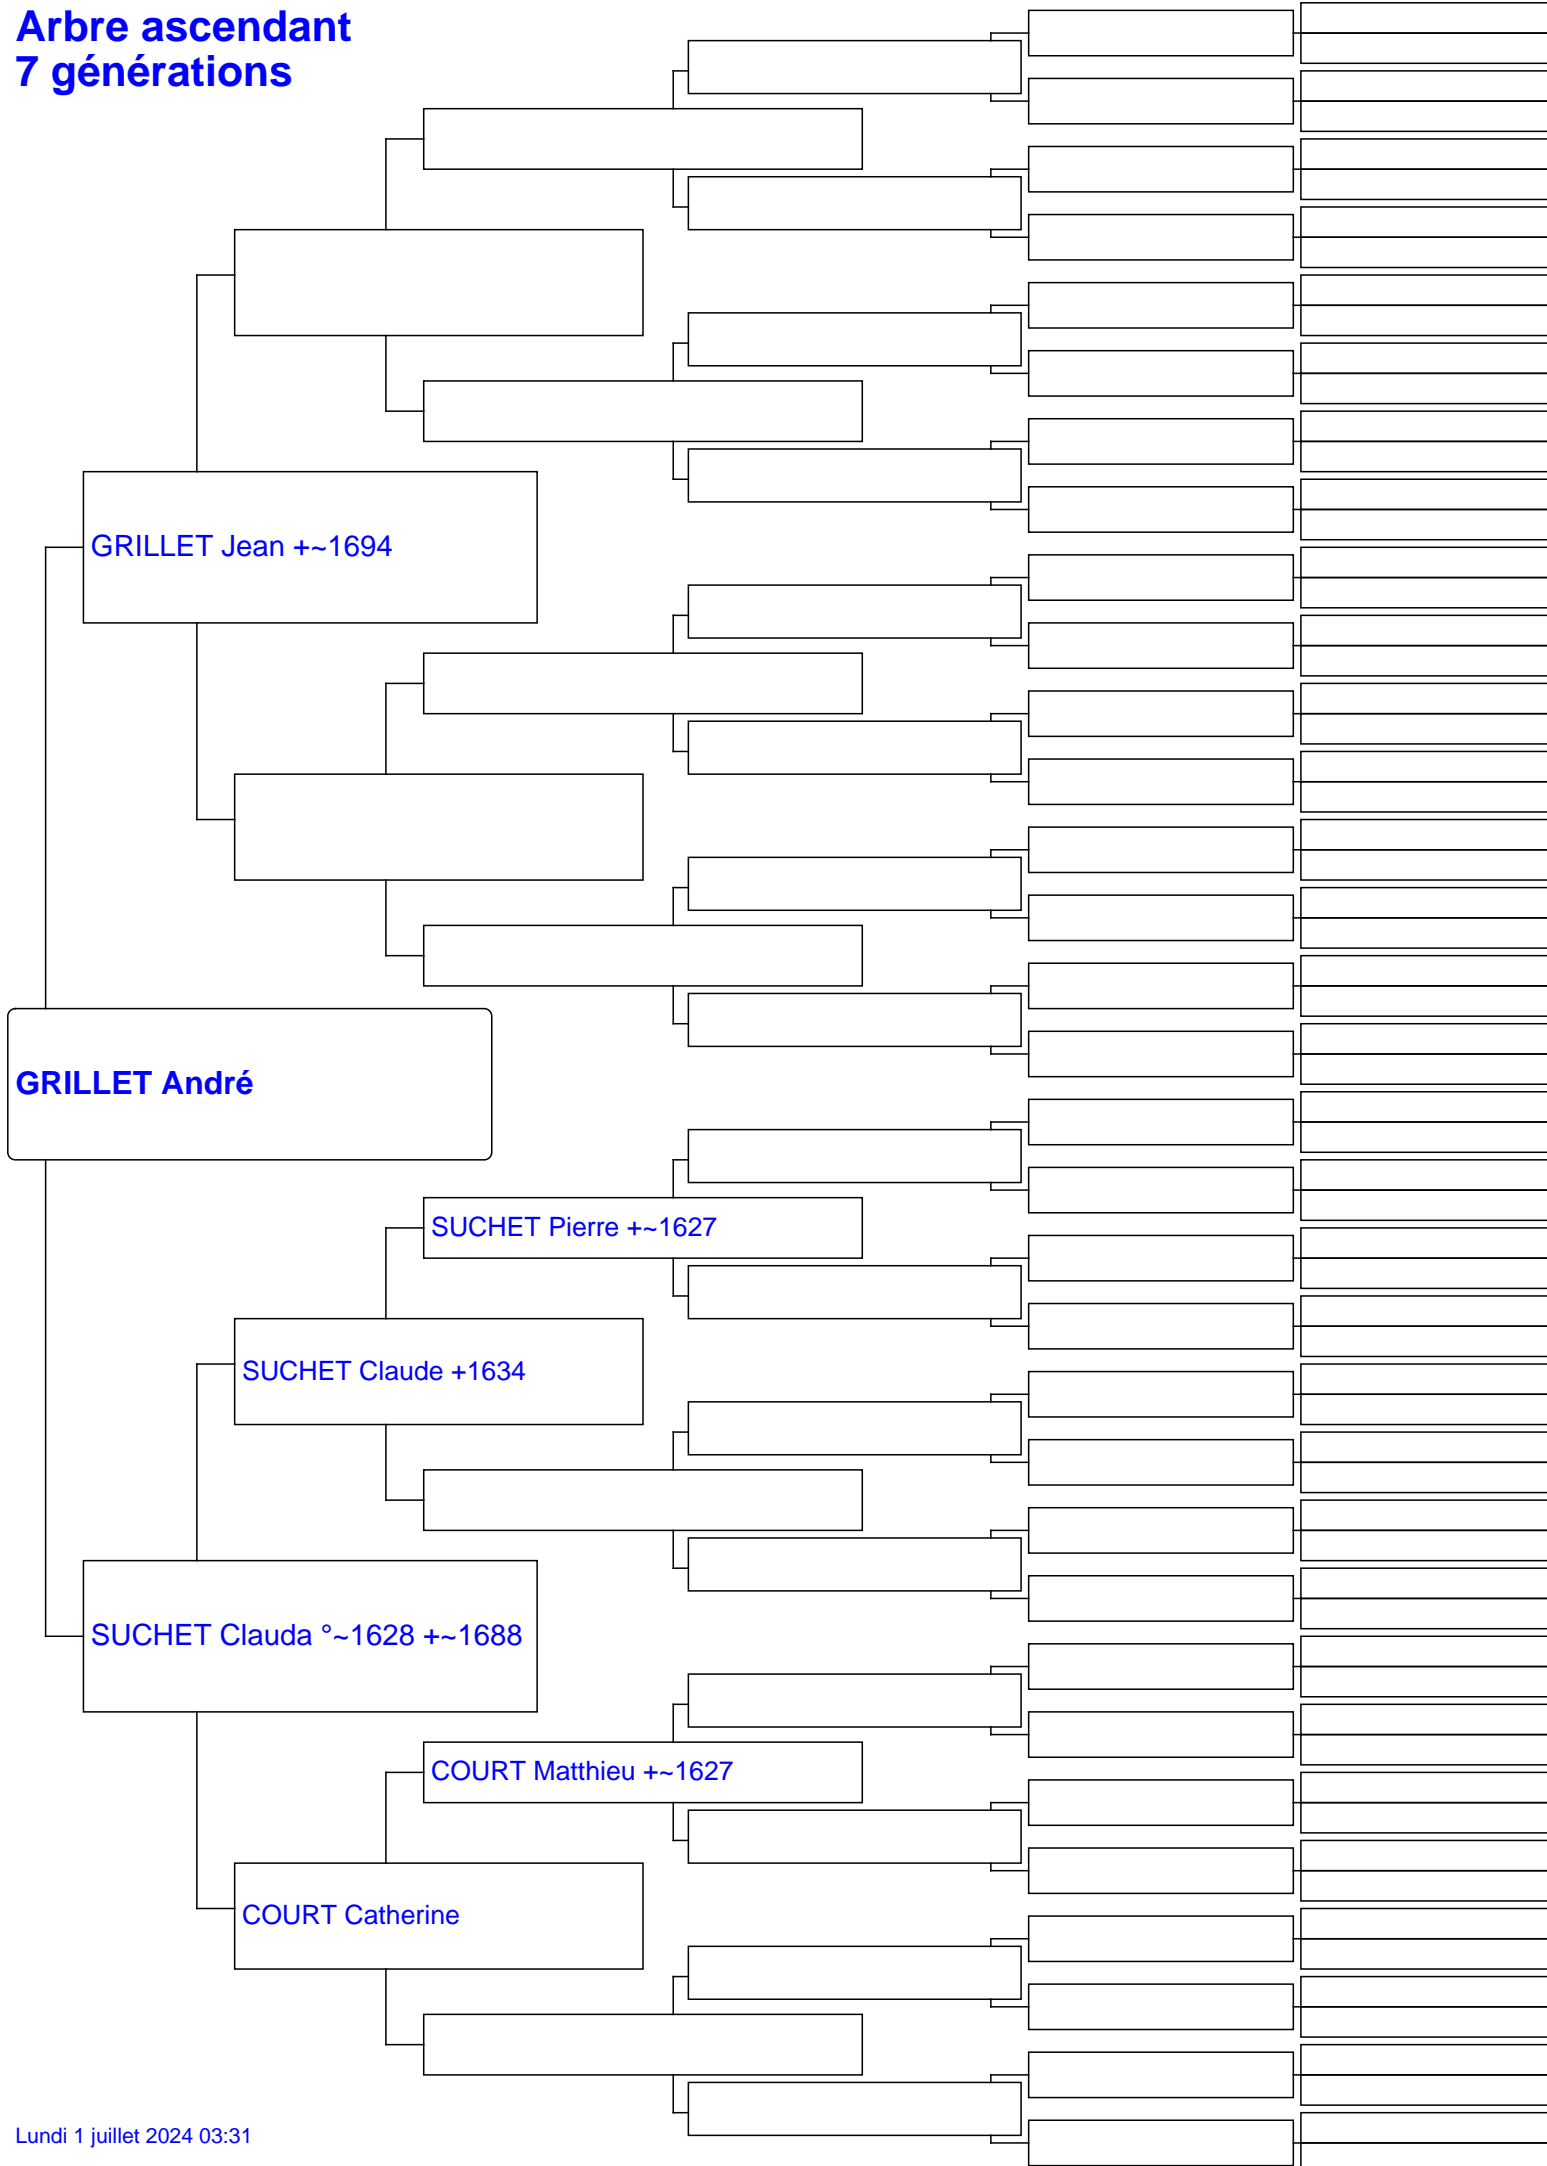 Arbre ascendant
7 générations
GRILLET Jean +~1694
GRILLET André
SUCHET Pierre +~1627
SUCHET Claude +1634
SUCHET Clauda °~1628 +~1688
COURT Matthieu +~1627
COURT Catherine
Lundi 1 juillet 2024 03:31